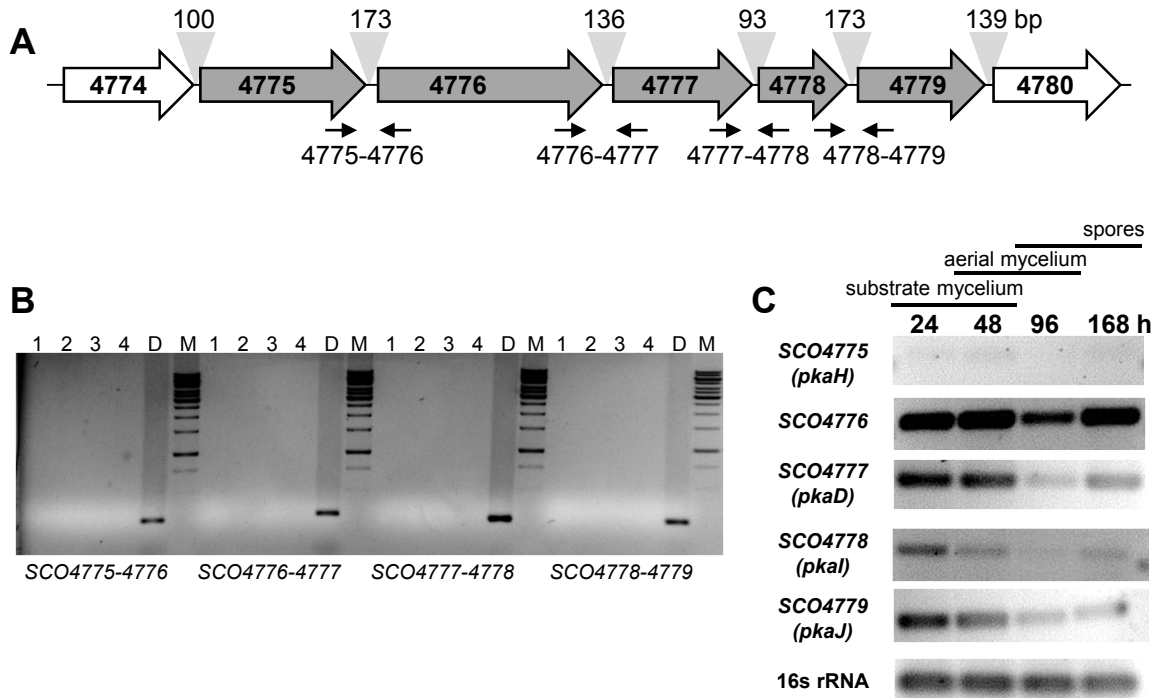 A
100 173 136 93 173 139 bp
4774 4775 4776 4777 4778 4779 4780
4775-4776 4776-4777 4777-4778 4778-4779
B
1 2 3 4 D M 1 2 3 4 D M 1 2 3 4 D M 1 2 3 4 D M
SCO4775-4776 SCO4776-4777 SCO4777-4778 SCO4778-4779
C
spores
aerial mycelium
substrate mycelium
24 48 96 168 h
SCO4775
(pkaH)
SCO4776
SCO4777
(pkaD)
SCO4778
(pkaI)
SCO4779
(pkaJ)
16s rRNA